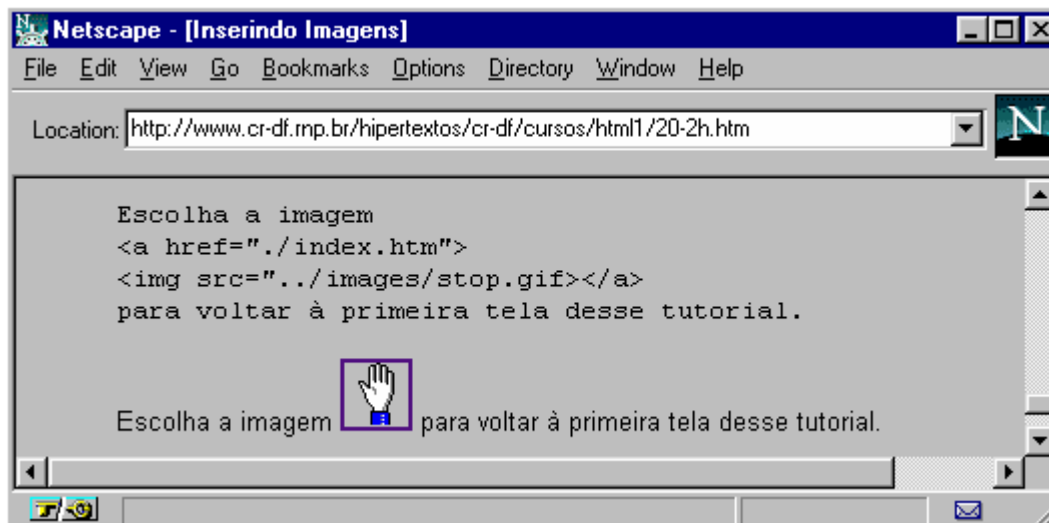 Netscape - [Inserindo Imagens]
File Edit View Go Bookmarks Options Directory Window Help
Location: http://www.cr-df.rnp.br/hipertextos/cr-df/cursos/html1/20-2h.htm
N
Escolha a imagem
<a href="./index.htm">
<img src="../images/stop.gif></a>
para voltar à primeira tela desse tutorial.
Escolha a imagem para voltar à primeira tela desse tutorial.